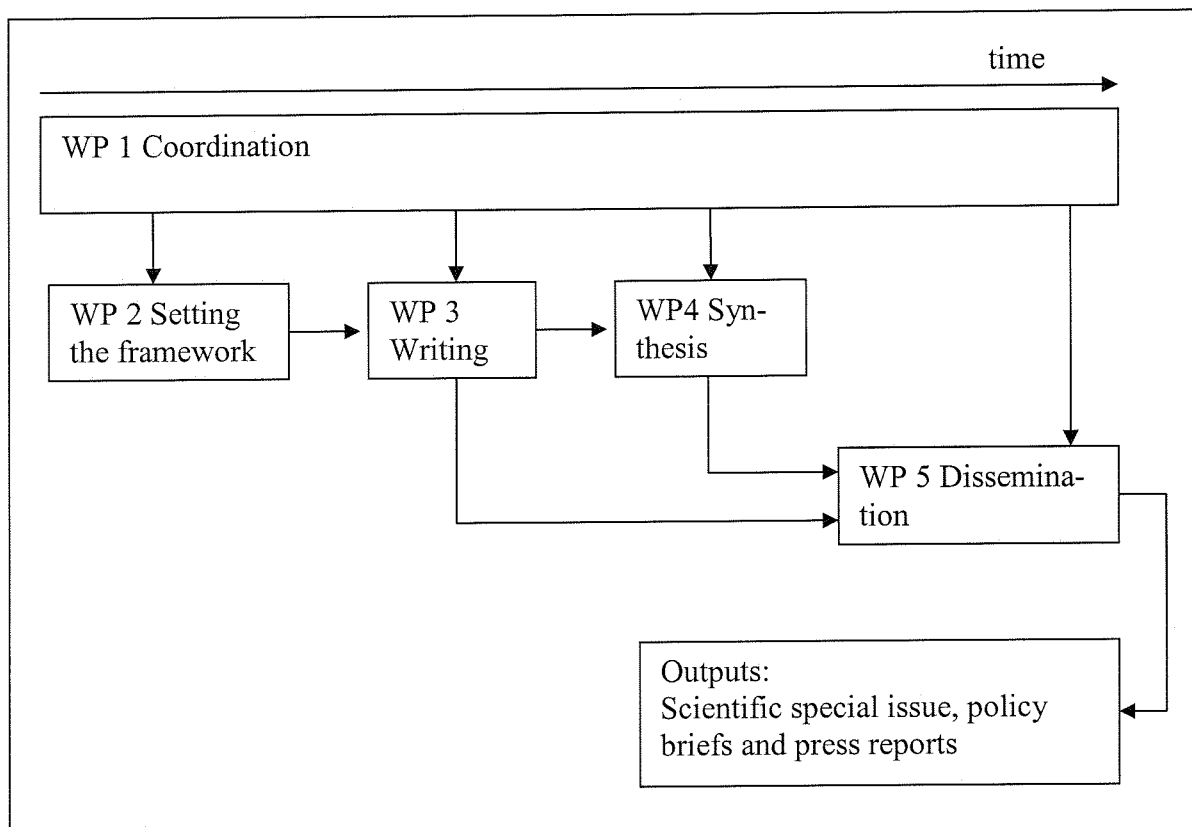 time
WP 1 Coordination
WP 2 Setting
the framework
WP 3
Writing
WP4 Syn-
thesis
WP 5 Dissemina-
tion
Outputs:
Scientific special issue, policy
briefs and press reports